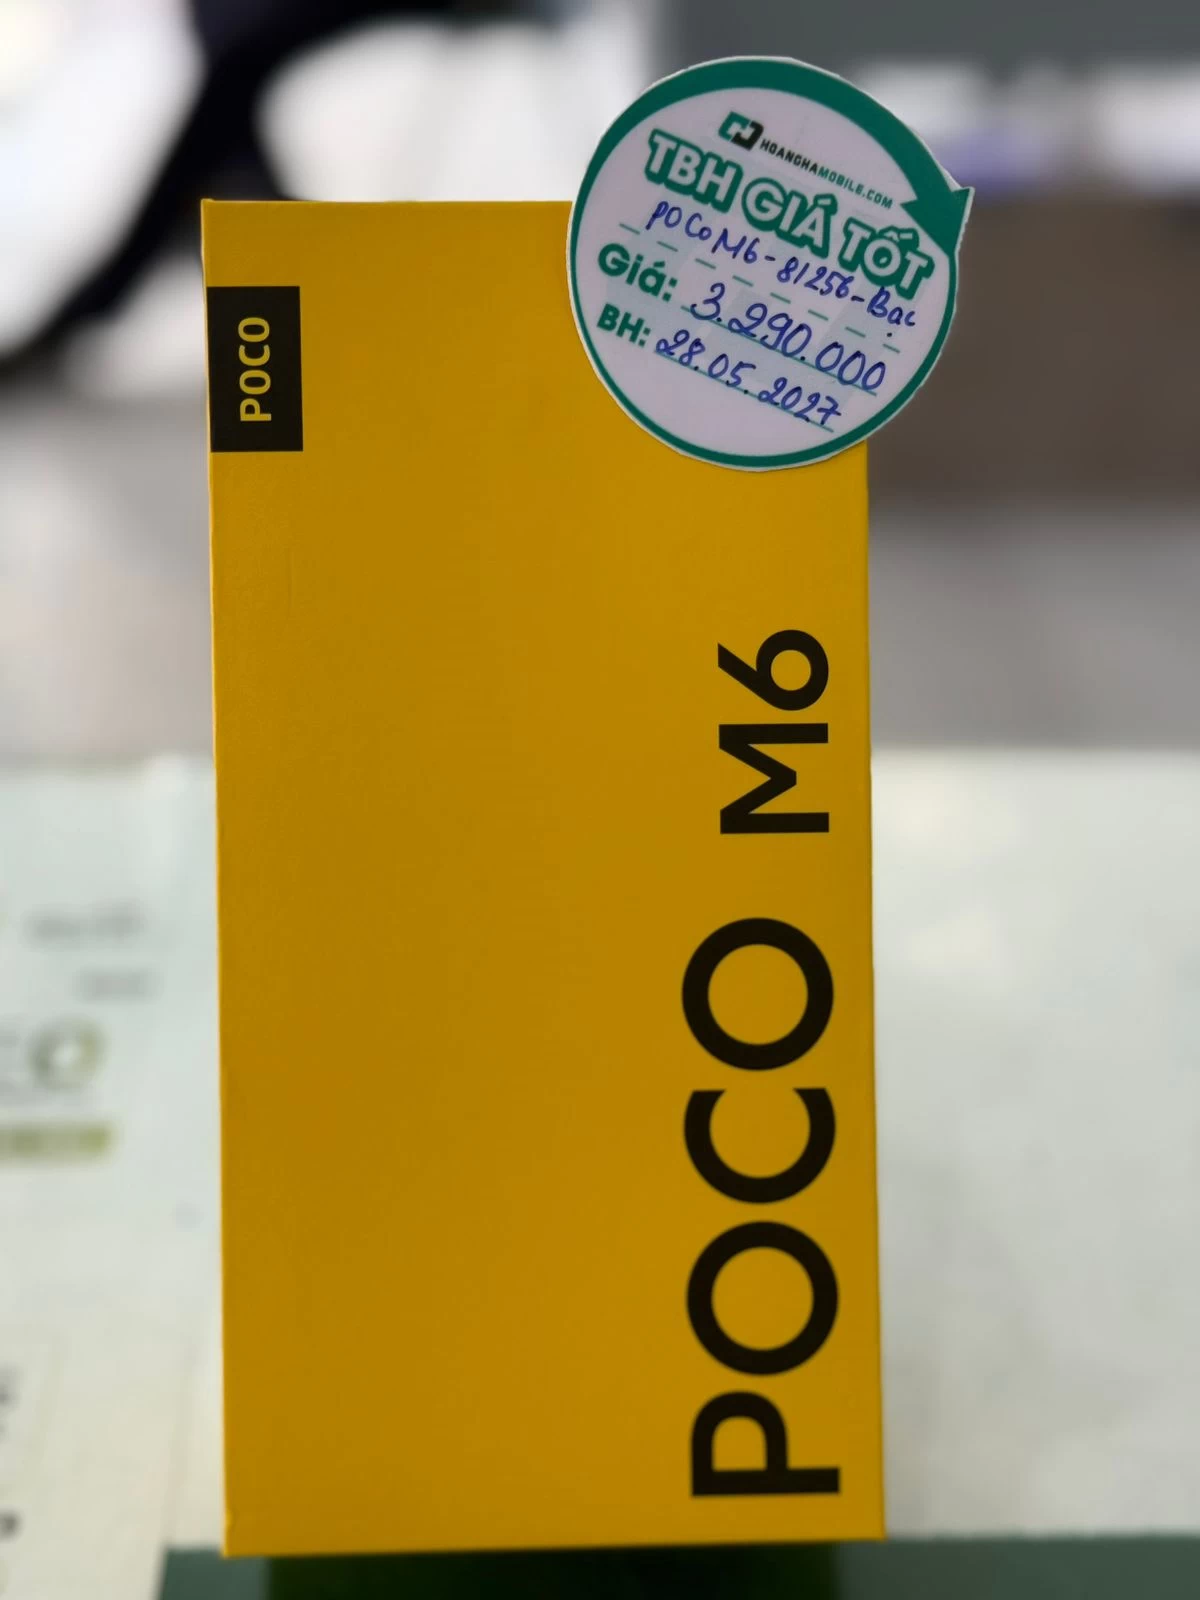 HOANGHAMOBILE.COM
TBH GIÁ TỐT
POCO M6-8/256-Bạc
Giá: 3.290.000
BH: 28.05.2027
POCO
POCO M6